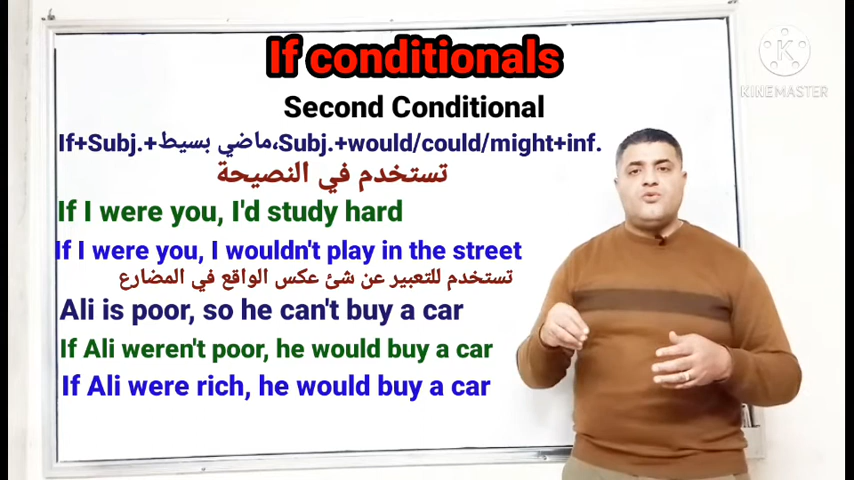 If conditionals
K
KINEMASTER
Second Conditional
If+Subj.+ماضي بسيط،Subj.+would/could/might+inf.
تستخدم في النصيحة
If I were you, I'd study hard
If I were you, I wouldn't play in the street
تستخدم للتعبير عن شئ عكس الواقع في المضارع
Ali is poor, so he can't buy a car
If Ali weren't poor, he would buy a car
If Ali were rich, he would buy a car